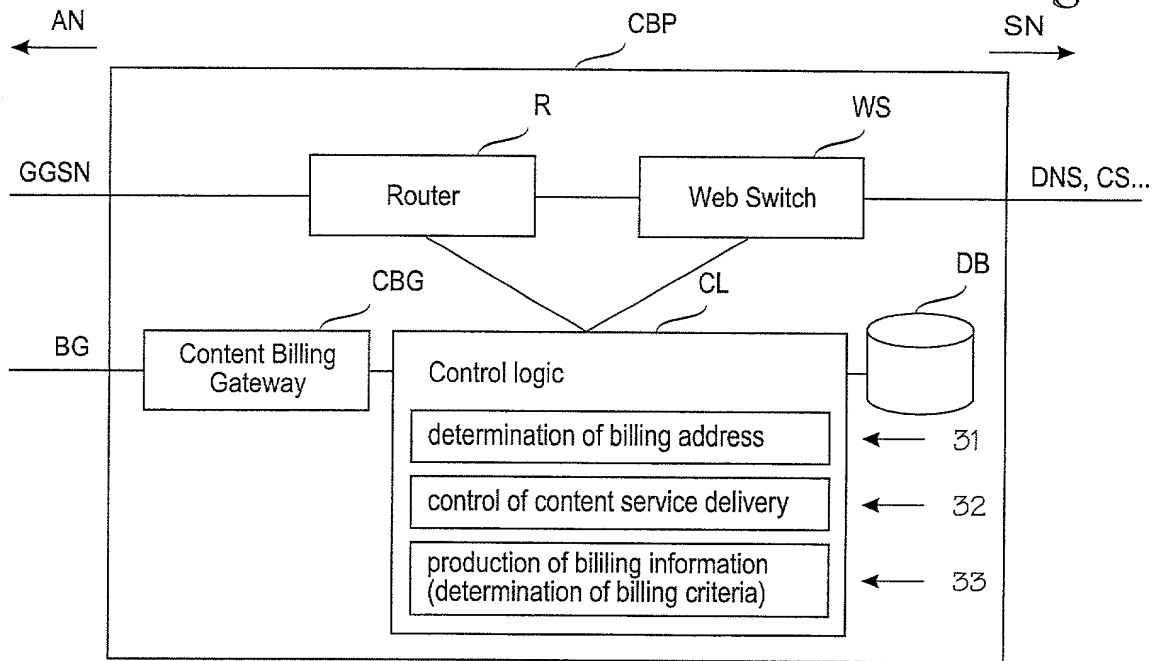 g
AN
CBP
SN
R
WS
GGSN
Router
Web Switch
DNS, CS...
CBG
CL
DB
BG
Content Billing
Gateway
Control logic
determination of billing address
31
control of content service delivery
32
production of bililing information
(determination of billing criteria)
33